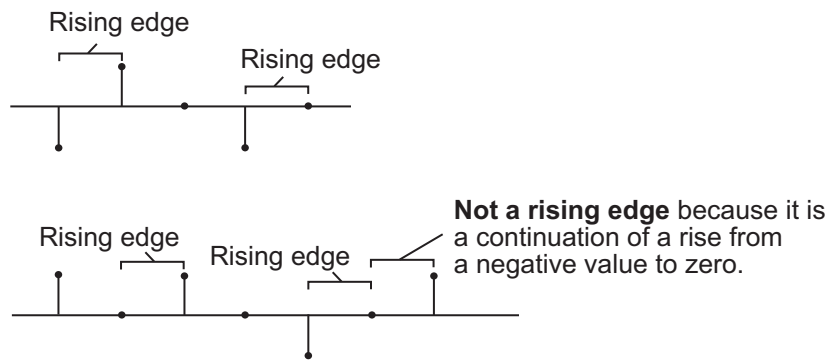 Rising edge
Rising edge
Not a rising edge because it is
a continuation of a rise from
a negative value to zero.
Rising edge
Rising edge